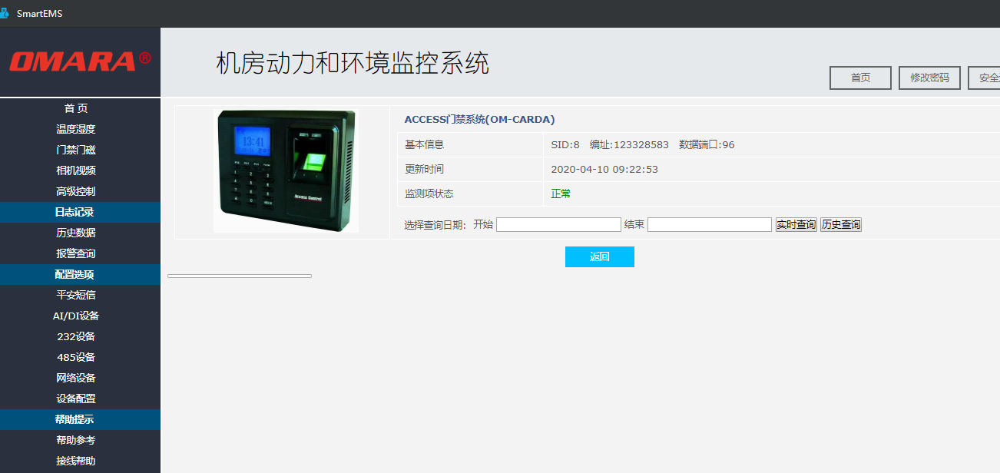 SmartEMS
OMARA®
机房动力和环境监控系统
首页
修改密码
安全
首 页
温度湿度
门禁门磁
相机视频
高级控制
日志记录
历史数据
报警查询
配置选项
平安短信
AI/DI设备
232设备
485设备
网络设备
设备配置
帮助提示
帮助参考
接线帮助
13:41
Access Control
ACCESS门禁系统(OM-CARDA)
基本信息 SID:8 编址:123328583 数据端口:96
更新时间 2020-04-10 09:22:53
监测项状态 正常
选择查询日期: 开始 结束 实时查询 历史查询
返回